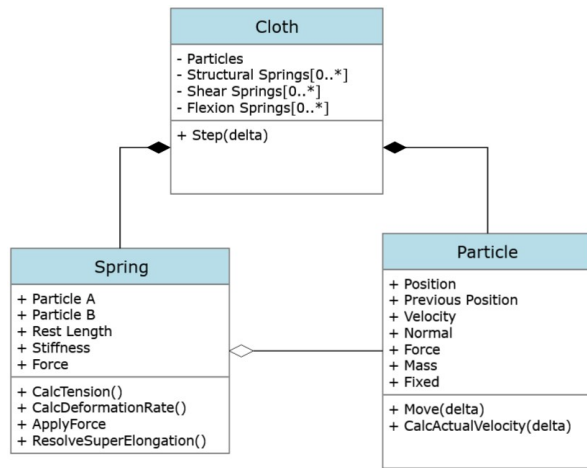 Cloth
- Particles
- Structural Springs[0..*]
- Shear Springs[0..*]
- Flexion Springs[0..*]
+ Step(delta)
Spring
+ Particle A
+ Particle B
+ Rest Length
+ Stiffness
+ Force
+ CalcTension()
+ CalcDeformationRate()
+ ApplyForce
+ ResolveSuperElongation()
Particle
+ Position
+ Previous Position
+ Velocity
+ Normal
+ Force
+ Mass
+ Fixed
+ Move(delta)
+ CalcActualVelocity(delta)